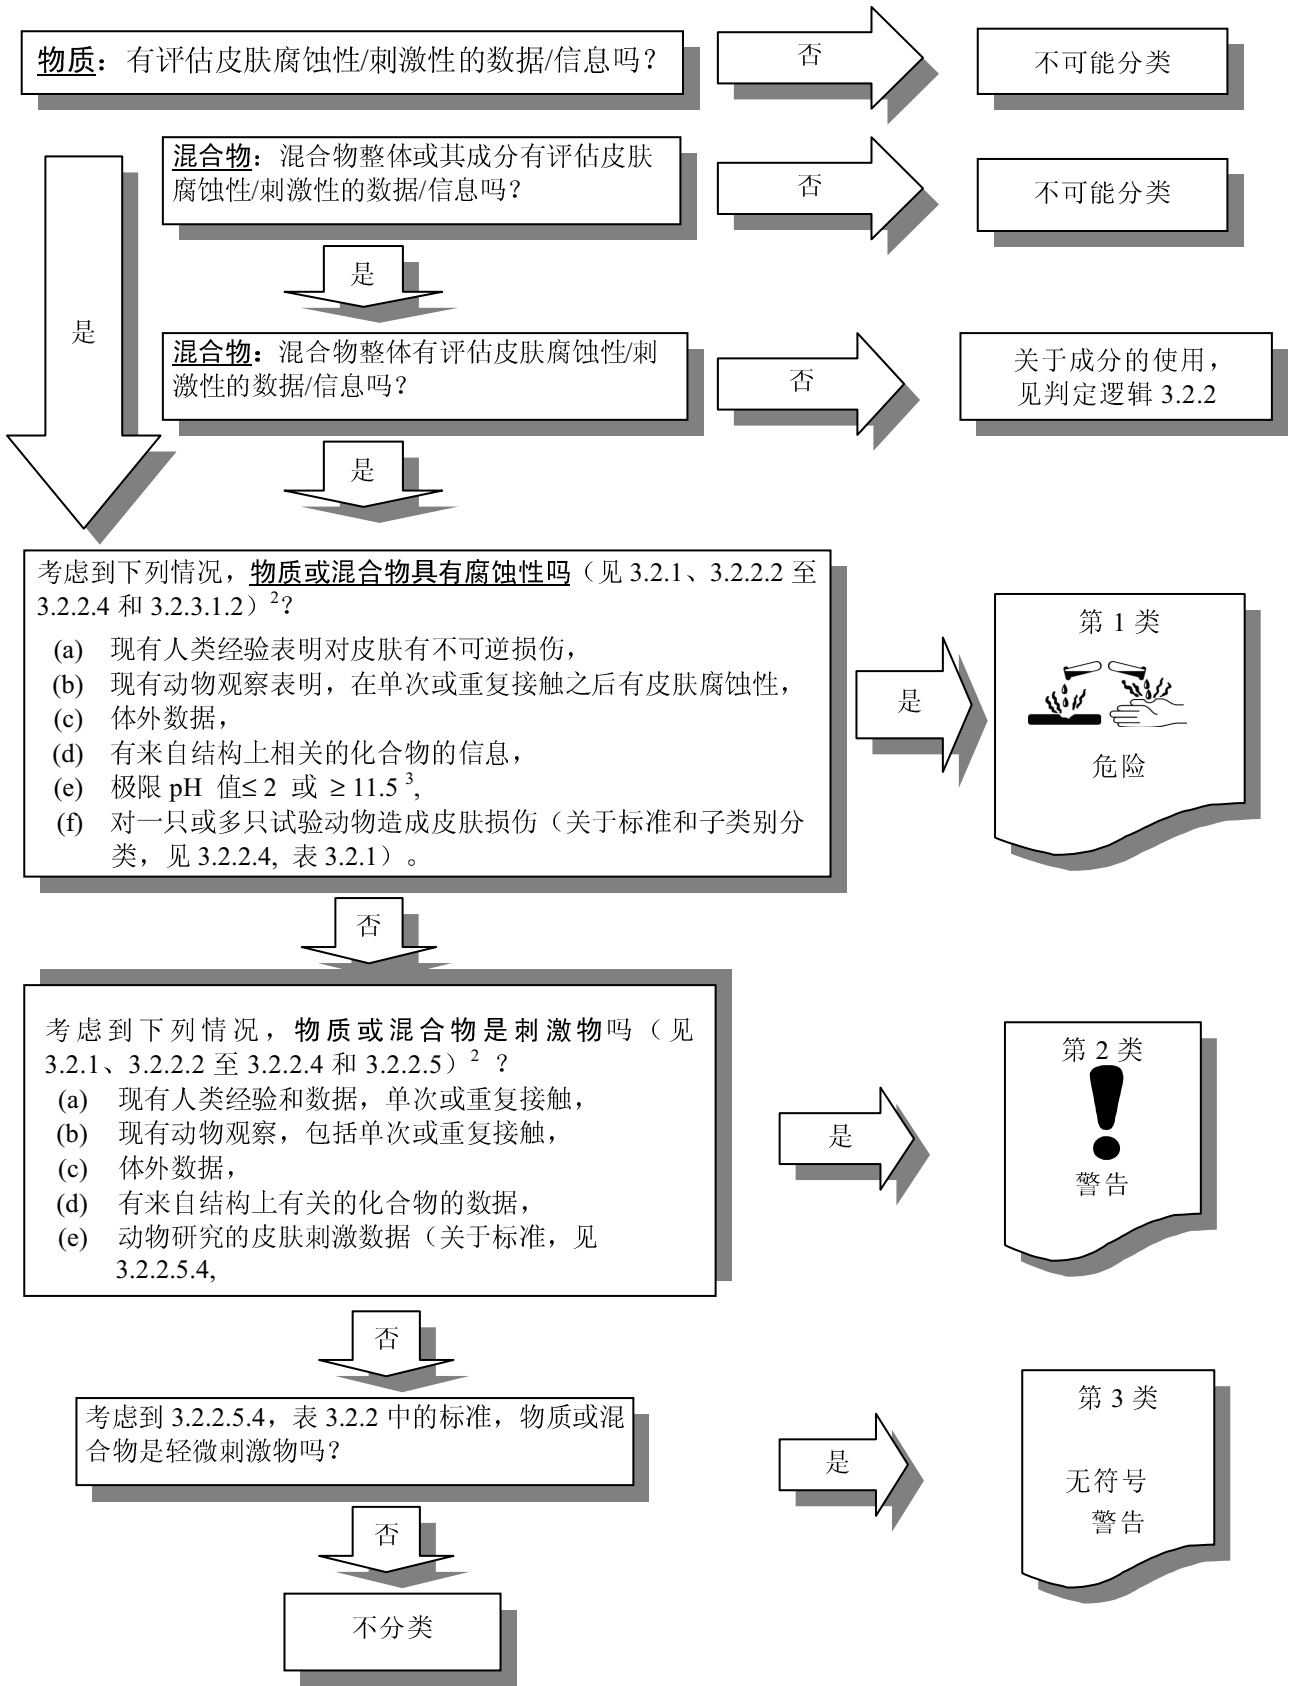 物质：有评估皮肤腐蚀性/刺激性的数据/信息吗？
否
不可能分类
混合物：混合物整体或其成分有评估皮肤
腐蚀性/刺激性的数据/信息吗？
否
不可能分类
是
是
混合物：混合物整体有评估皮肤腐蚀性/刺
激性的数据/信息吗？
否
关于成分的使用，
见判定逻辑 3.2.2
是
考虑到下列情况，物质或混合物具有腐蚀性吗（见 3.2.1、3.2.2.2 至
3.2.2.4 和 3.2.3.1.2）2？
(a) 现有人类经验表明对皮肤有不可逆损伤，
(b) 现有动物观察表明，在单次或重复接触之后有皮肤腐蚀性，
(c) 体外数据，
(d) 有来自结构上相关的化合物的信息，
(e) 极限 pH 值≤ 2 或 ≥ 11.5 3,
(f) 对一只或多只试验动物造成皮肤损伤（关于标准和子类别分
类，见 3.2.2.4, 表 3.2.1）。
是
第 1 类
危险
否
考虑到下列情况，物质或混合物是刺激物吗（见
3.2.1、3.2.2.2 至 3.2.2.4 和 3.2.2.5）2 ？
(a) 现有人类经验和数据，单次或重复接触，
(b) 现有动物观察，包括单次或重复接触，
(c) 体外数据，
(d) 有来自结构上有关的化合物的数据，
(e) 动物研究的皮肤刺激数据（关于标准，见
3.2.2.5.4,
是
第 2 类
警告
否
考虑到 3.2.2.5.4，表 3.2.2 中的标准，物质或混
合物是轻微刺激物吗？
是
第 3 类
无符号
警告
否
不分类